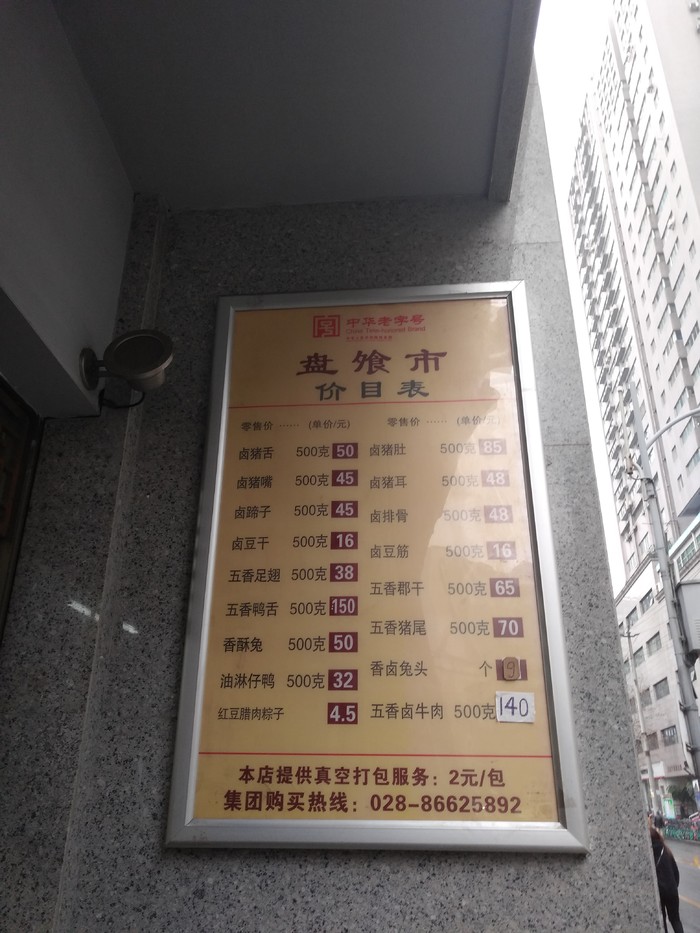 中华老字号
China Time-honored Brand
盘飧市
价目表
零售价 ······ (单价/元) 零售价 ······ (单价/元)
卤猪舌 500克 50 卤猪肚 500克 85
卤猪嘴 500克 45 卤猪耳 500克 48
卤蹄子 500克 45 卤排骨 500克 48
卤豆干 500克 16 卤豆筋 500克 16
五香足翅 500克 38 五香郡干 500克 65
五香鸭舌 500克 150 五香猪尾 500克 70
香酥兔 500克 50 香卤兔头 个 9
油淋仔鸭 500克 32 五香卤牛肉 500克 140
红豆腊肉粽子 4.5
本店提供真空打包服务：2元/包
集团购买热线：028-86625892